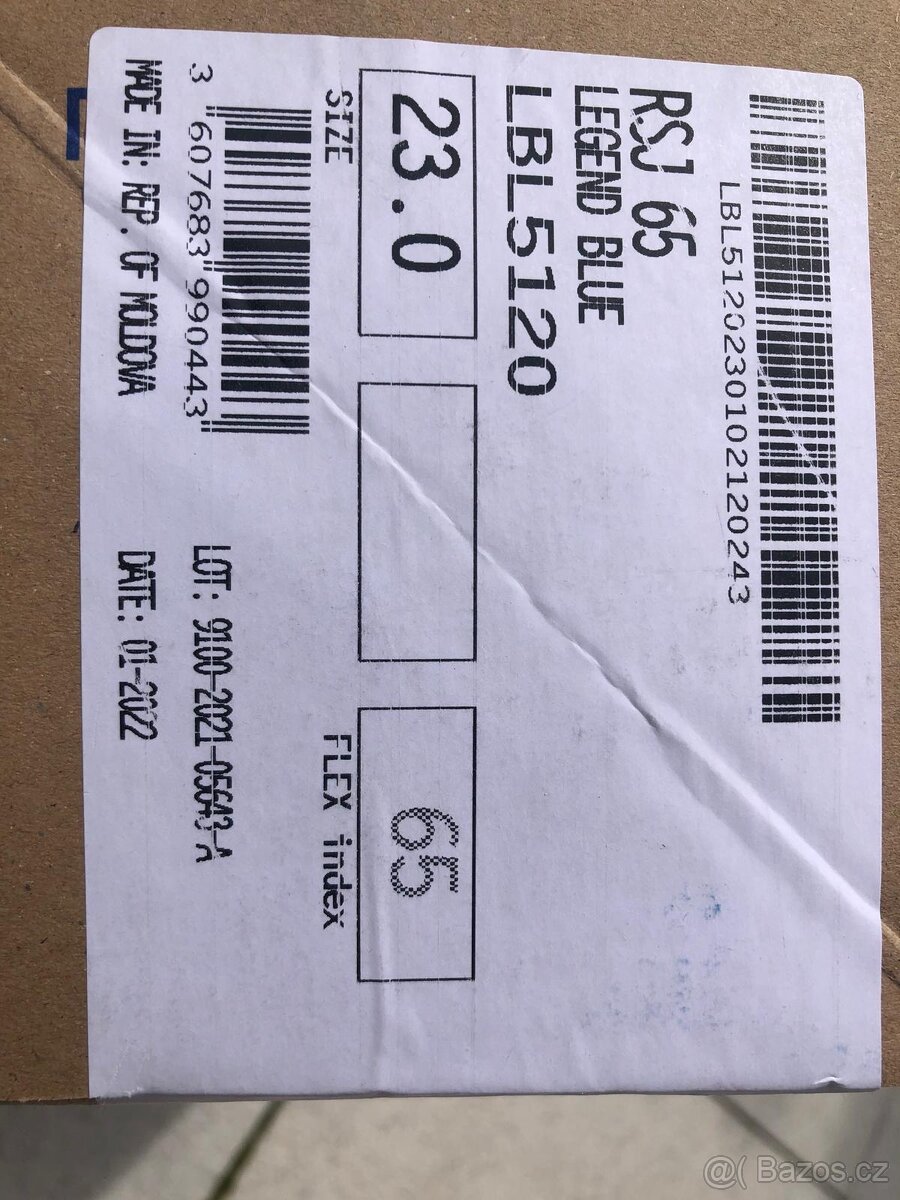 LBL5120230102120243
RSJ 65
LEGEND BLUE
LBL5120
23.0
SIZE
65
FLEX index
3 607683 990443
LOT: 9100-2021-05643-A
MADE IN: REP. OF MOLDOVA
DATE: 01-2022
@( Bazos.cz